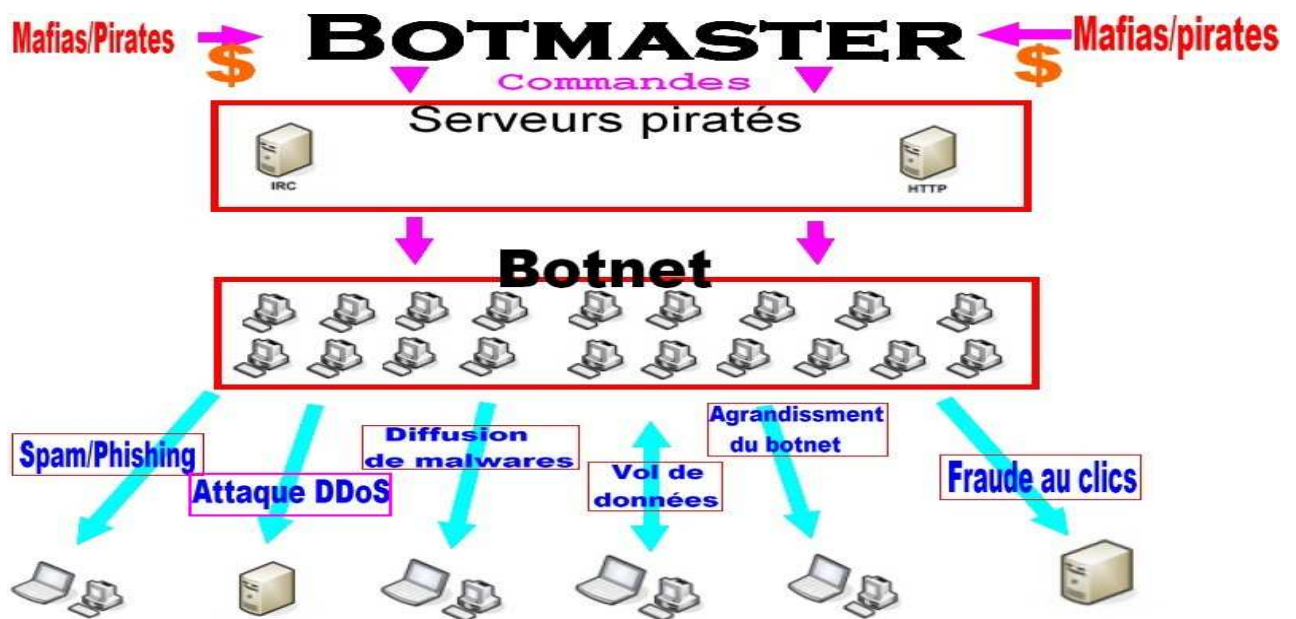 Mafias/Pirates
$
BOTMASTER
Mafias/pirates
$
Commandes
Serveurs piratés
IRC
HTTP
Botnet
Spam/Phishing
Attaque DDoS
Diffusion
de malwares
Vol de
données
Agrandissment
du botnet
Fraude au clics